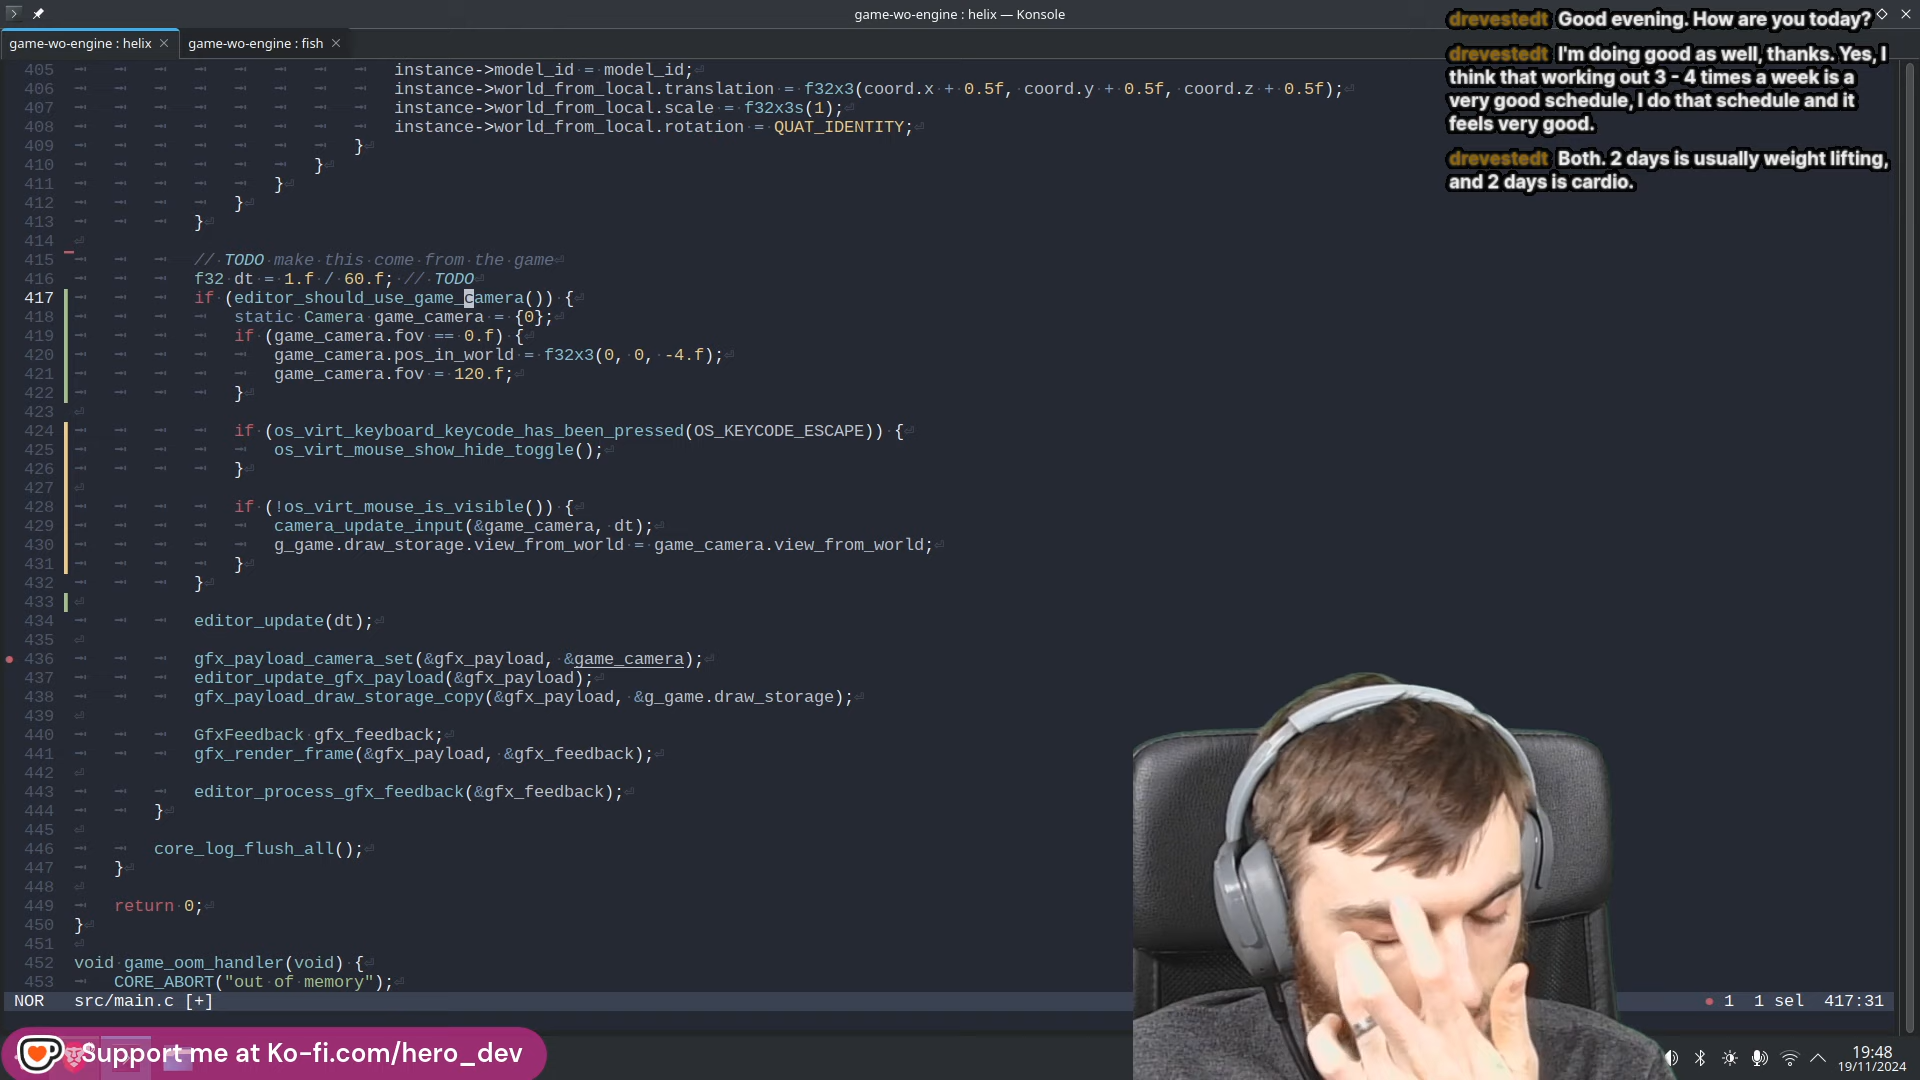 game-wo-engine : helix — Konsole
game-wo-engine : helix
game-wo-engine : fish
drevestedt Good evening. How are you today?
drevestedt I'm doing good as well, thanks. Yes, I
think that working out 3 - 4 times a week is a
very good schedule, I do that schedule and it
feels very good.
drevestedt Both. 2 days is usually weight lifting,
and 2 days is cardio.
405 instance->model_id = model_id;
406 instance->world_from_local.translation = f32x3(coord.x + 0.5f, coord.y + 0.5f, coord.z + 0.5f);
407 instance->world_from_local.scale = f32x3s(1);
408 instance->world_from_local.rotation = QUAT_IDENTITY;
409 }
410 }
411 }
412 }
413 }
414
415 // TODO make this come from the game
416 f32 dt = 1.f / 60.f; // TODO
417 if (editor_should_use_game_camera()) {
418 static Camera game_camera = {0};
419 if (game_camera.fov == 0.f) {
420 game_camera.pos_in_world = f32x3(0, 0, -4.f);
421 game_camera.fov = 120.f;
422 }
423
424 if (os_virt_keyboard_keycode_has_been_pressed(OS_KEYCODE_ESCAPE)) {
425 os_virt_mouse_show_hide_toggle();
426 }
427
428 if (!os_virt_mouse_is_visible()) {
429 camera_update_input(&game_camera, dt);
430 g_game.draw_storage.view_from_world = game_camera.view_from_world;
431 }
432 }
433
434 editor_update(dt);
435
436 gfx_payload_camera_set(&gfx_payload, &game_camera);
437 editor_update_gfx_payload(&gfx_payload);
438 gfx_payload_draw_storage_copy(&gfx_payload, &g_game.draw_storage);
439
440 GfxFeedback gfx_feedback;
441 gfx_render_frame(&gfx_payload, &gfx_feedback);
442
443 editor_process_gfx_feedback(&gfx_feedback);
444 }
445
446 core_log_flush_all();
447 }
448
449 return 0;
450 }
451
452 void game_oom_handler(void) {
453 CORE_ABORT("out of memory");
NOR src/main.c [+] 1 1 sel 417:31
Support me at Ko-fi.com/hero_dev
19:48
19/11/2024